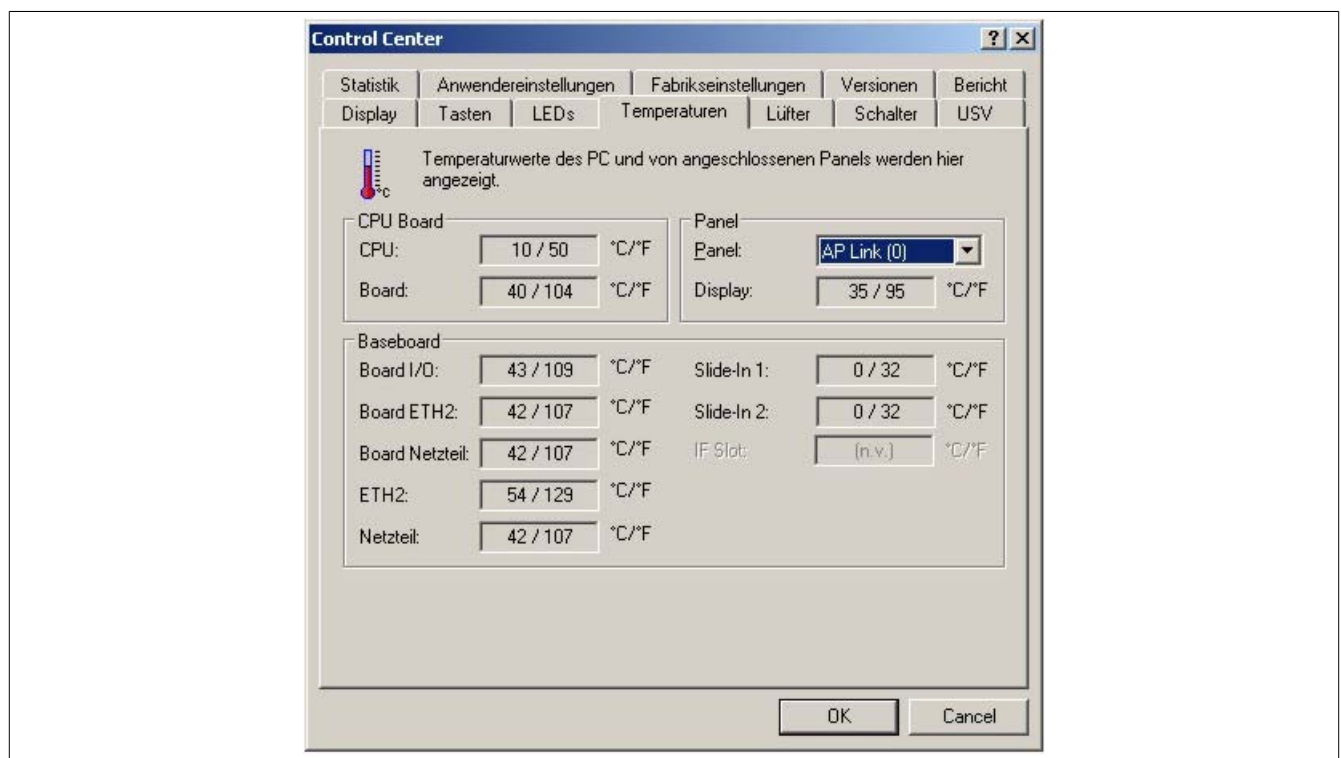 Control Center
Statistik Anwendereinstellungen Fabrikseinstellungen Versionen Bericht
Display Tasten LEDs Temperaturen Lüfter Schalter USV
Temperaturwerte des PC und von angeschlossenen Panels werden hier
angezeigt.
°C
CPU Board
CPU: 10 / 50 °C/°F
Board: 40 / 104 °C/°F
Panel
Panel: AP Link (0)
Display: 35 / 95 °C/°F
Baseboard
Board I/O: 43 / 109 °C/°F Slide-In 1: 0 / 32 °C/°F
Board ETH2: 42 / 107 °C/°F Slide-In 2: 0 / 32 °C/°F
Board Netzteil: 42 / 107 °C/°F IF Slot: (n.v.) °C/°F
ETH2: 54 / 129 °C/°F
Netzteil: 42 / 107 °C/°F
OK Cancel